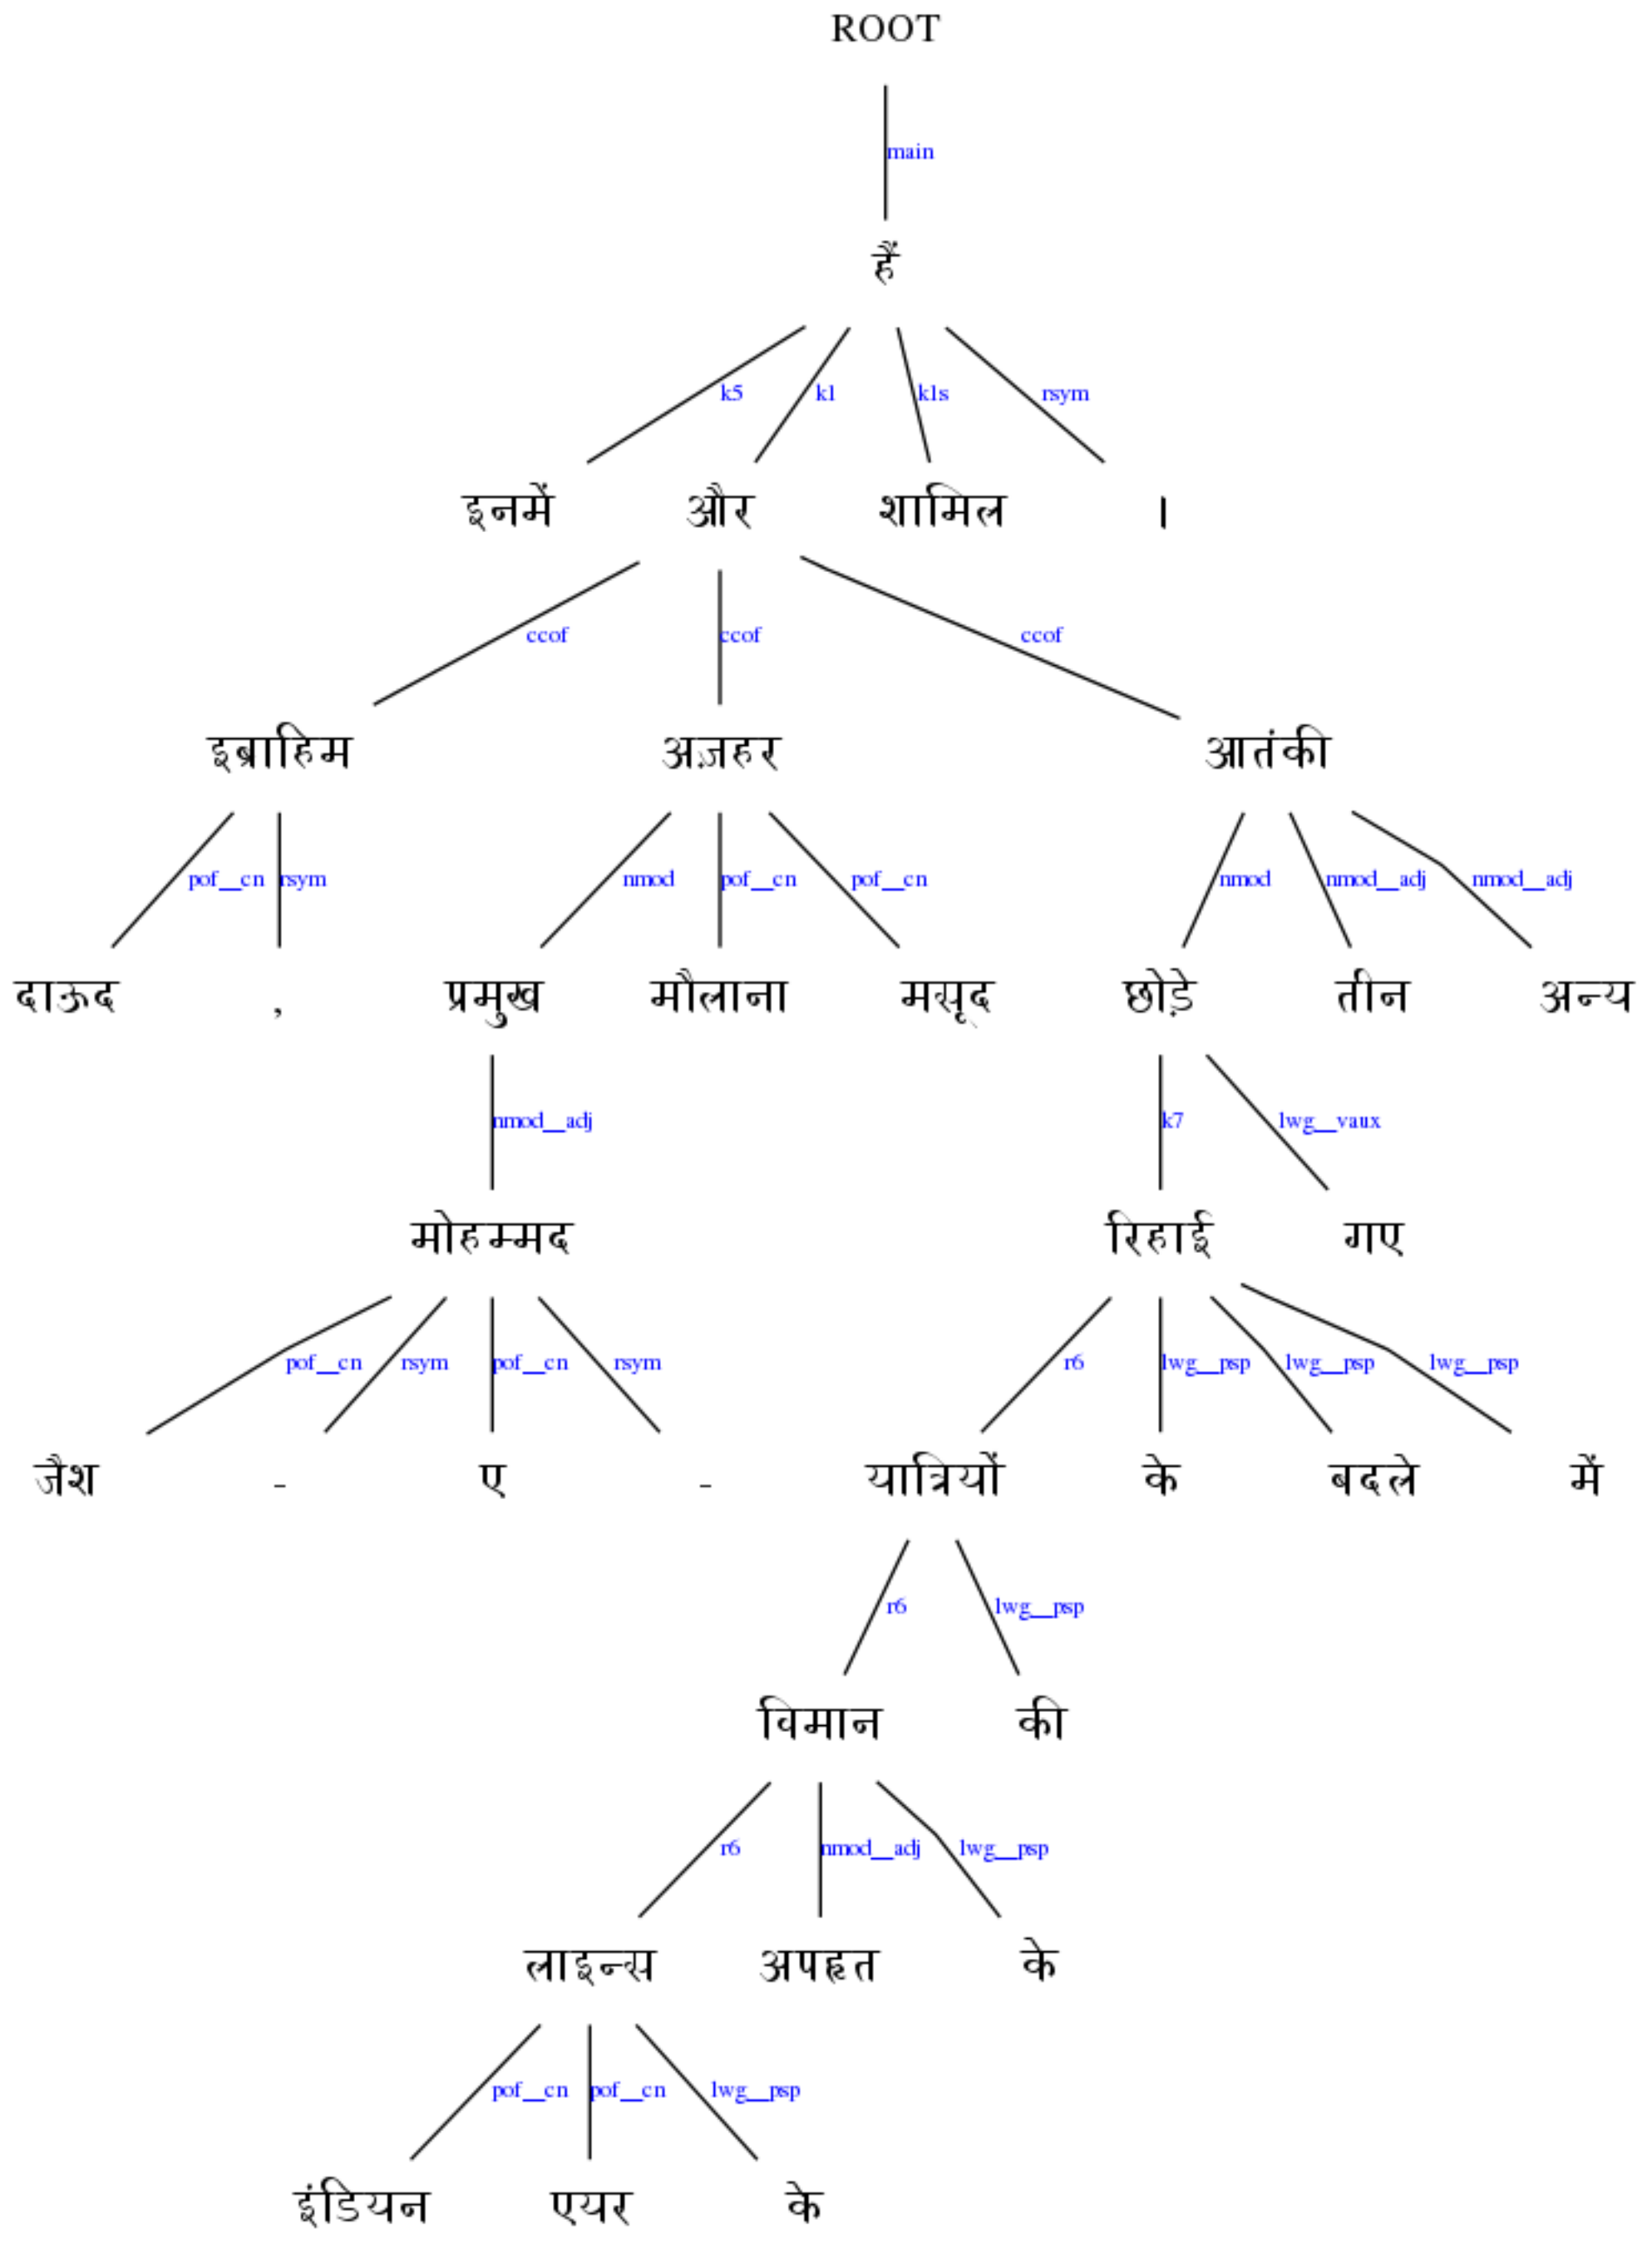 ROOT
main
हैं
k5 k1 k1s rsym
इनमें और शामिल ।
ccof ccof ccof
इब्राहिम अज़हर आतंकी
pof__cn rsym nmod pof__cn pof__cn nmod nmod__adj nmod__adj
दाऊद , प्रमुख मौलाना मसूद छोड़े तीन अन्य
nmod__adj k7 lwg__vaux
मोहम्मद रिहाई गए
pof__cn rsym pof__cn rsym r6 lwg__psp lwg__psp lwg__psp
जैश - ए - यात्रियों के बदले में
r6 lwg__psp
विमान की
r6 nmod__adj lwg__psp
लाइन्स अपहृत के
pof__cn pof__cn lwg__psp
इंडियन एयर के